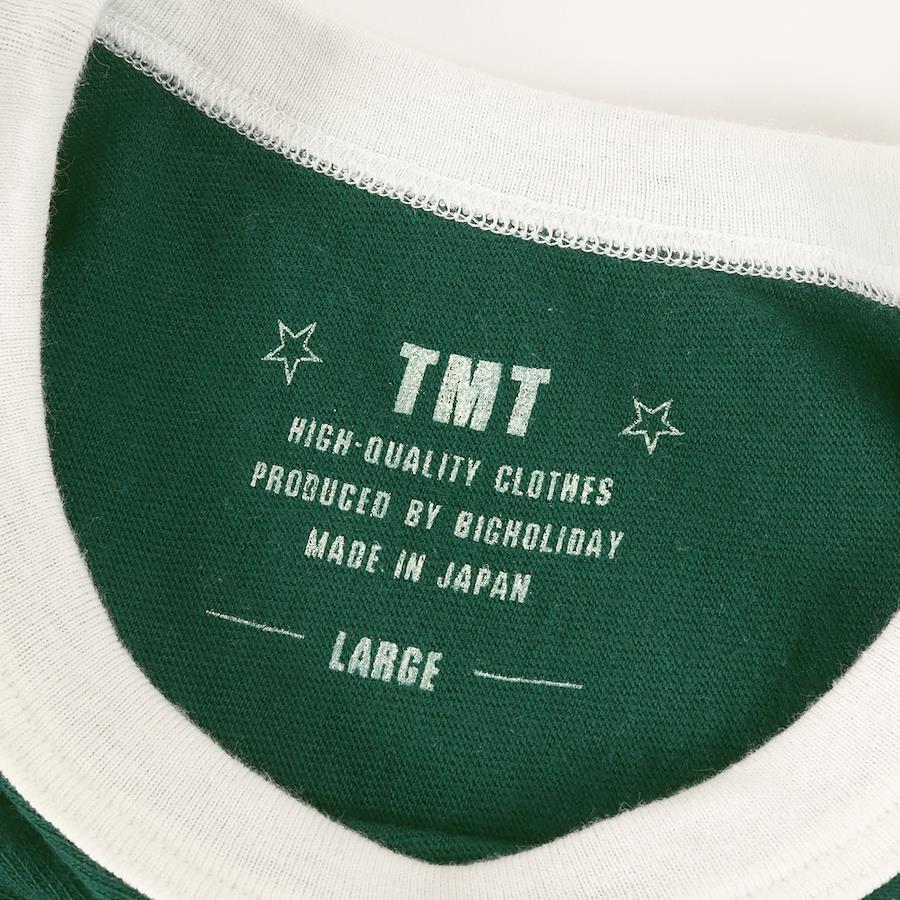 TMT
HIGH-QUALITY CLOTHES
PRODUCED BY BIGHOLIDAY
MADE IN JAPAN
LARGE